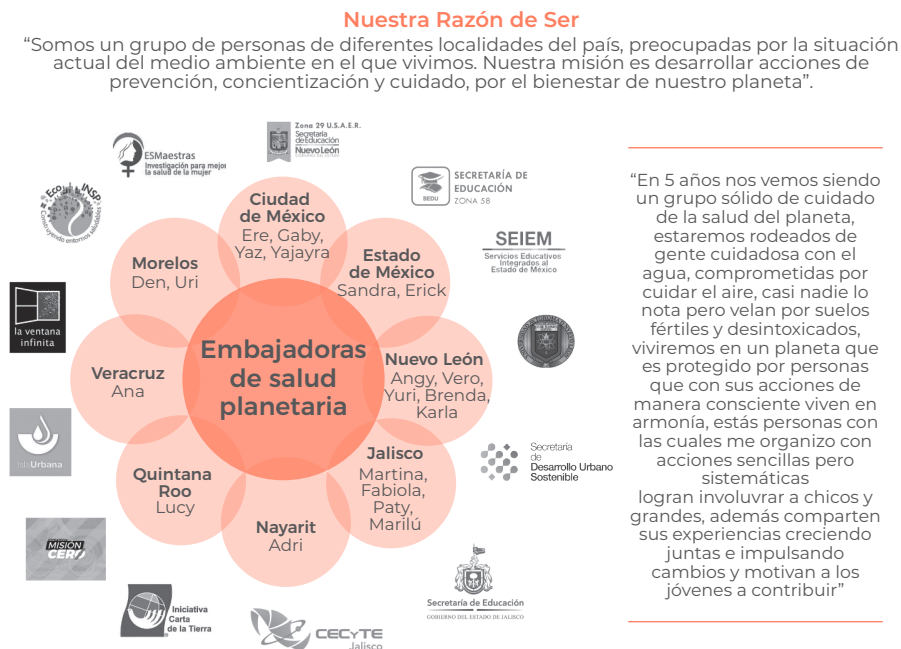 Nuestra Razón de Ser
“Somos un grupo de personas de diferentes localidades del país, preocupadas por la situación
actual del medio ambiente en el que vivimos. Nuestra misión es desarrollar acciones de
prevención, concientización y cuidado, por el bienestar de nuestro planeta”.
Zona 29 U.S.A.E.R.
Secretaría
de Educación
Nuevo León
ESMaestras
Investigación para mejor
la salud de la mujer
Eco INSP
Construyendo entornos saludables
SECRETARÍA DE
EDUCACIÓN
ZONA 58
SEDU
SEIEM
Servicios Educativos
Integrados al
Estado de México
la ventana
infinita
islaUrbana
MISIÓN
CERO
Iniciativa
Carta
de la Tierra
CECYTE
Jalisco
Secretaría de Educación
GOBIERNO DEL ESTADO DE JALISCO
Secretaría
de
Desarrollo Urbano
Sostenible
Ciudad
de México
Ere, Gaby,
Yaz, Yajayra
Estado
de México
Sandra, Erick
Nuevo León
Angy, Vero,
Yuri, Brenda,
Karla
Jalisco
Martina,
Fabiola,
Paty,
Marilú
Nayarit
Adri
Quintana
Roo
Lucy
Veracruz
Ana
Morelos
Den, Uri
Embajadoras
de salud
planetaria
“En 5 años nos vemos siendo
un grupo sólido de cuidado
de la salud del planeta,
estaremos rodeados de
gente cuidadosa con el
agua, comprometidas por
cuidar el aire, casi nadie lo
nota pero velan por suelos
fértiles y desintoxicados,
viviremos en un planeta que
es protegido por personas
que con sus acciones de
manera consciente viven en
armonía, estás personas con
las cuales me organizo con
acciones sencillas pero
sistemáticas
logran involuvrar a chicos y
grandes, además comparten
sus experiencias creciendo
juntas e impulsando
cambios y motivan a los
jóvenes a contribuir”